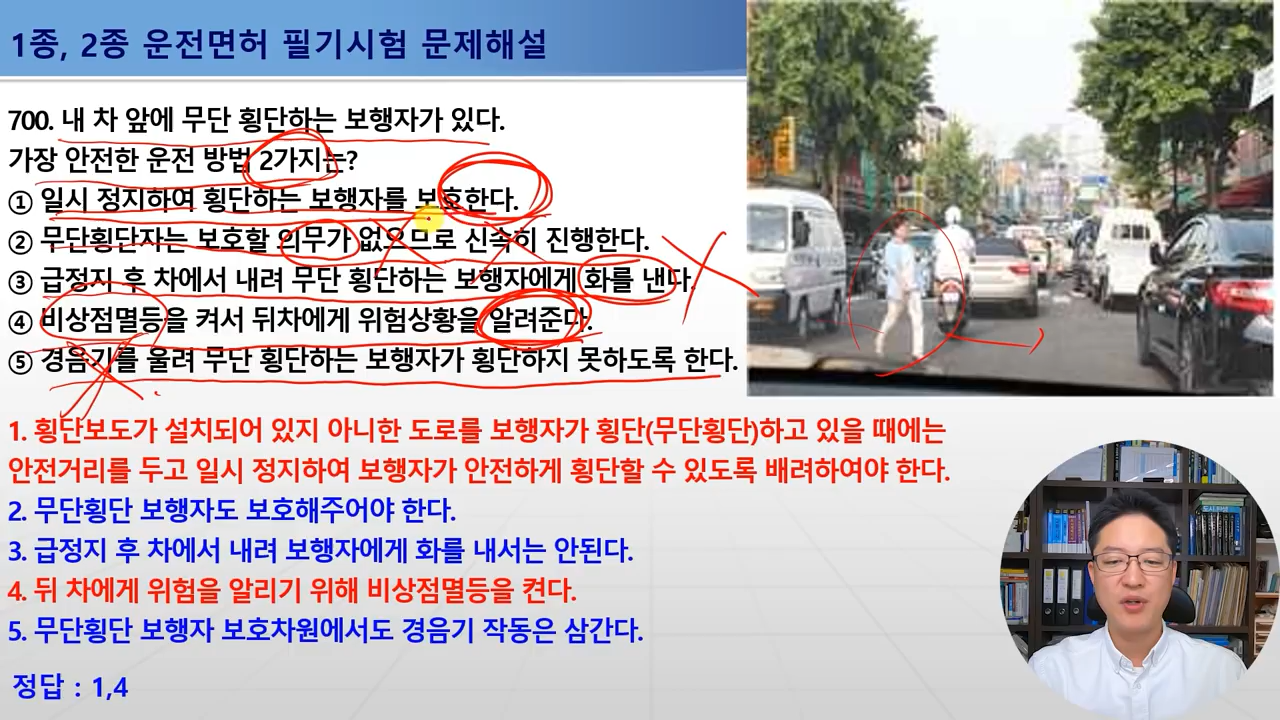 1종, 2종 운전면허 필기시험 문제해설
700. 내 차 앞에 무단 횡단하는 보행자가 있다.
가장 안전한 운전 방법 2가지는?
① 일시 정지하여 횡단하는 보행자를 보호한다.
② 무단횡단자는 보호할 의무가 없으므로 신속히 진행한다.
③ 급정지 후 차에서 내려 무단 횡단하는 보행자에게 화를 낸다.
④ 비상점멸등을 켜서 뒤차에게 위험상황을 알려준다.
⑤ 경음기를 울려 무단 횡단하는 보행자가 횡단하지 못하도록 한다.
1. 횡단보도가 설치되어 있지 아니한 도로를 보행자가 횡단(무단횡단)하고 있을 때에는
안전거리를 두고 일시 정지하여 보행자가 안전하게 횡단할 수 있도록 배려하여야 한다.
2. 무단횡단 보행자도 보호해주어야 한다.
3. 급정지 후 차에서 내려 보행자에게 화를 내서는 안된다.
4. 뒤 차에게 위험을 알리기 위해 비상점멸등을 켠다.
5. 무단횡단 보행자 보호차원에서도 경음기 작동은 삼간다.
정답 : 1,4